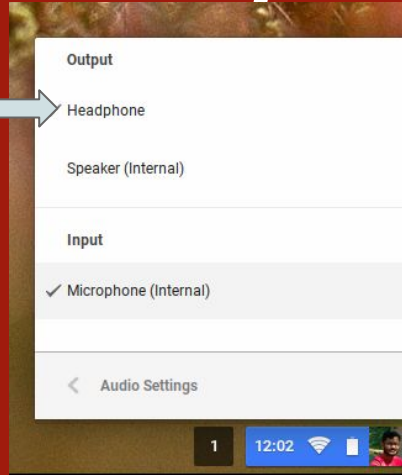 Output
Headphone
Speaker (Internal)
Input
Microphone (Internal)
Audio Settings
1 12:02